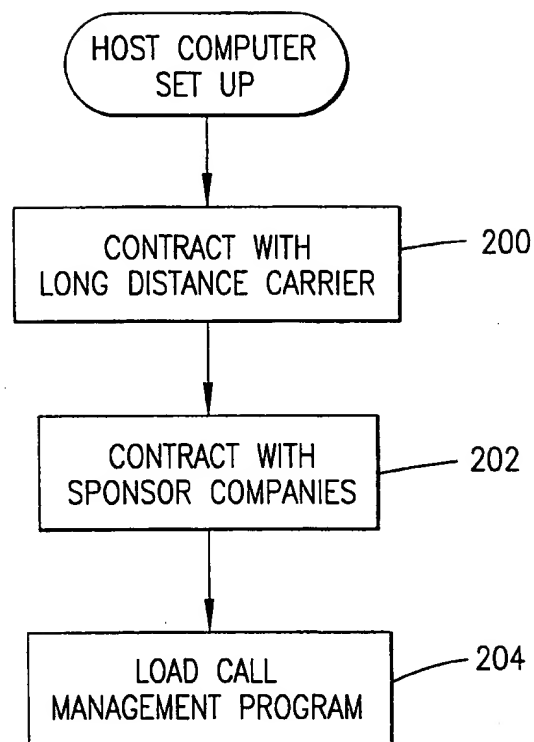 HOST COMPUTER
SET UP
CONTRACT WITH
LONG DISTANCE CARRIER
200
CONTRACT WITH
SPONSOR COMPANIES
202
LOAD CALL
MANAGEMENT PROGRAM
204